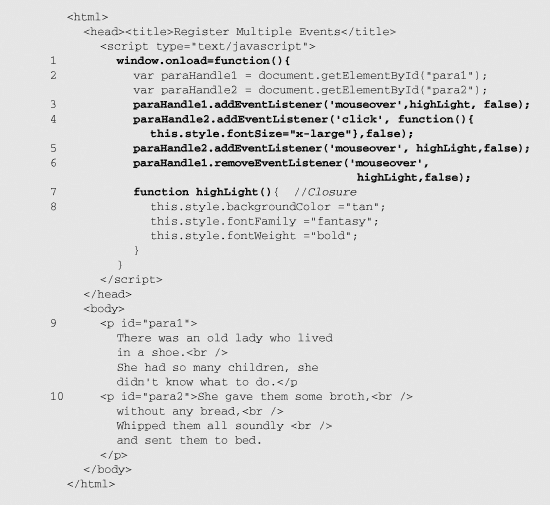 <html>
<head><title>Register Multiple Events</title>
<script type="text/javascript">
1 window.onload=function(){
2 var paraHandle1 = document.getElementById("para1");
var paraHandle2 = document.getElementById("para2");
3 paraHandle1.addEventListener('mouseover',highLight, false);
4 paraHandle2.addEventListener('click', function(){
this.style.fontSize="x-large"},false);
5 paraHandle2.addEventListener('mouseover', highLight,false);
6 paraHandle1.removeEventListener('mouseover',
highLight,false);
7 function highLight(){ //Closure
8 this.style.backgroundColor ="tan";
this.style.fontFamily ="fantasy";
this.style.fontWeight ="bold";
}
}
</script>
</head>
<body>
9 <p id="para1">
There was an old lady who lived
in a shoe.<br />
She had so many children, she
didn't know what to do.</p
10 <p id="para2">She gave them some broth,<br />
without any bread,<br />
Whipped them all soundly <br />
and sent them to bed.
</p>
</body>
</html>